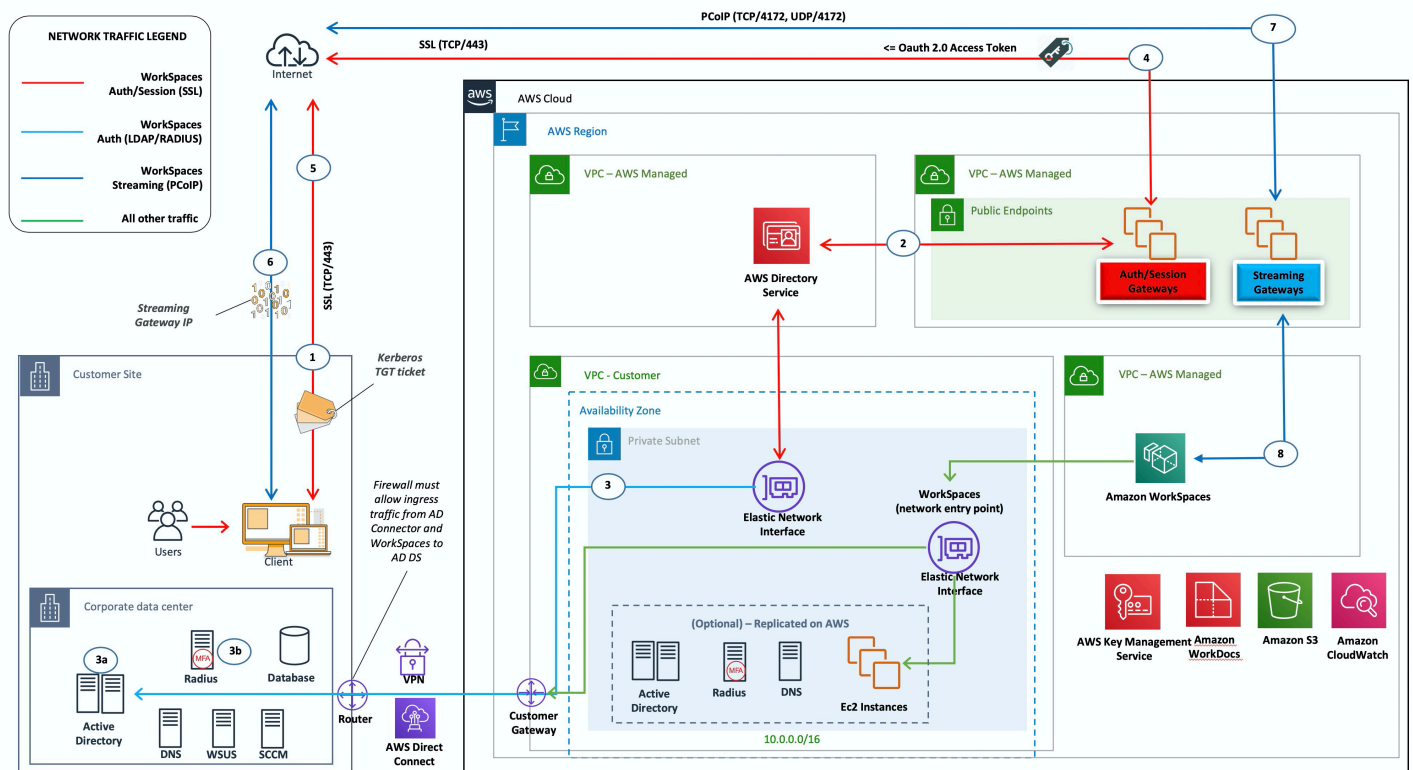 PCoIP (TCP/4172, UDP/4172)
7
NETWORK TRAFFIC LEGEND
WorkSpaces
Auth/Session (SSL)
WorkSpaces
Auth (LDAP/RADIUS)
WorkSpaces
Streaming (PCoIP)
All other traffic
Internet
SSL (TCP/443)
<= Oauth 2.0 Access Token
4
aws
AWS Cloud
AWS Region
5
6
SSL (TCP/443)
Streaming
Gateway IP
1
Kerberos
TGT ticket
VPC – AWS Managed
AWS Directory
Service
2
VPC – AWS Managed
Public Endpoints
Auth/Session
Gateways
Streaming
Gateways
Customer Site
Users
Client
Firewall must
allow ingress
traffic from AD
Connector and
WorkSpaces to
AD DS
VPC - Customer
Availability Zone
Private Subnet
3
Elastic Network
Interface
WorkSpaces
(network entry point)
Elastic Network
Interface
VPC – AWS Managed
8
Amazon WorkSpaces
Corporate data center
3a
Active
Directory
MFA
3b
Radius
Database
DNS
WSUS
SCCM
Router
VPN
AWS Direct
Connect
Customer
Gateway
(Optional) – Replicated on AWS
Active
Directory
MFA
Radius
DNS
Ec2 Instances
10.0.0.0/16
AWS Key Management
Service
Amazon
WorkDocs
Amazon S3
Amazon
CloudWatch